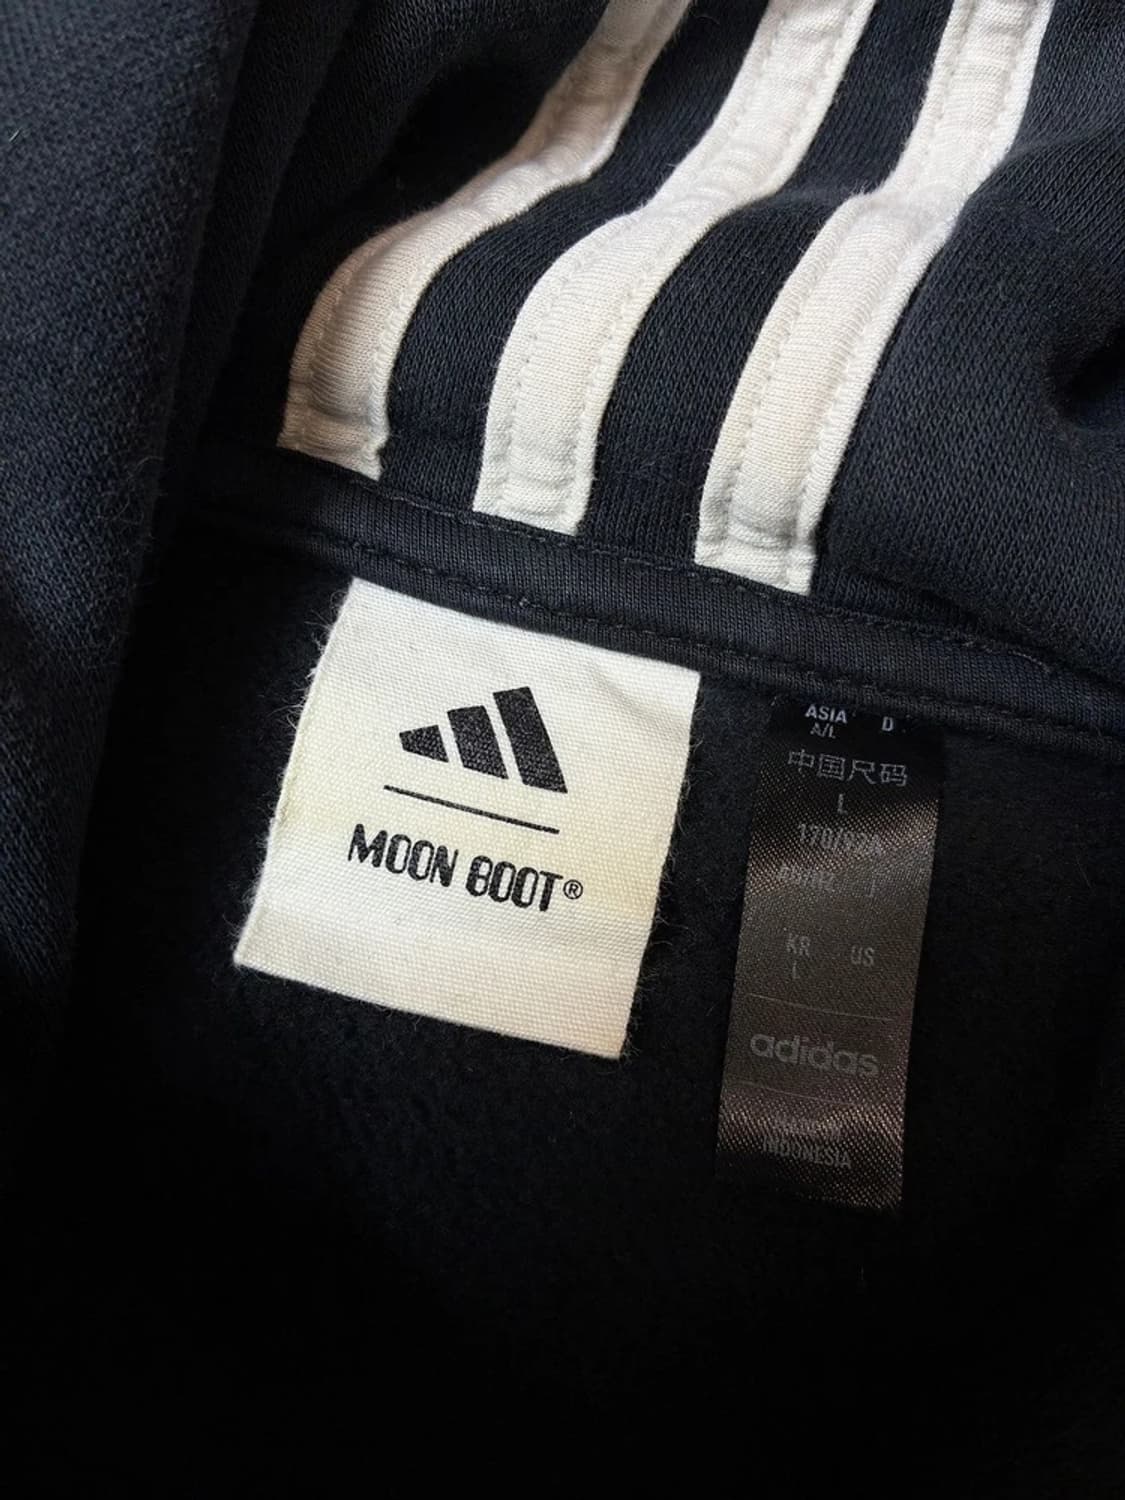 MOON BOOT®
ASIA D
A/L
中国尺码
L
KR US
L
adidas
INDONESIA